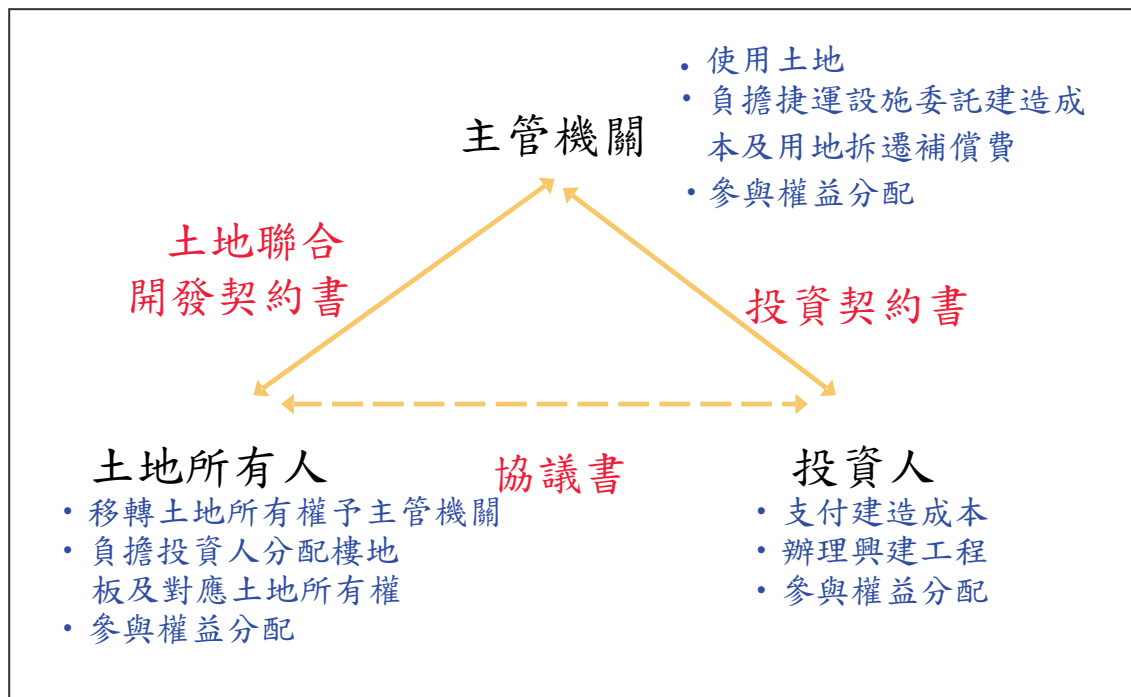 • 使用土地
• 負擔捷運設施委託建造成
本及用地拆遷補償費
• 參與權益分配
主管機關
土地聯合
開發契約書
投資契約書
協議書
土地所有人
• 移轉土地所有權予主管機關
• 負擔投資人分配樓地
板及對應土地所有權
• 參與權益分配
投資人
• 支付建造成本
• 辦理興建工程
• 參與權益分配